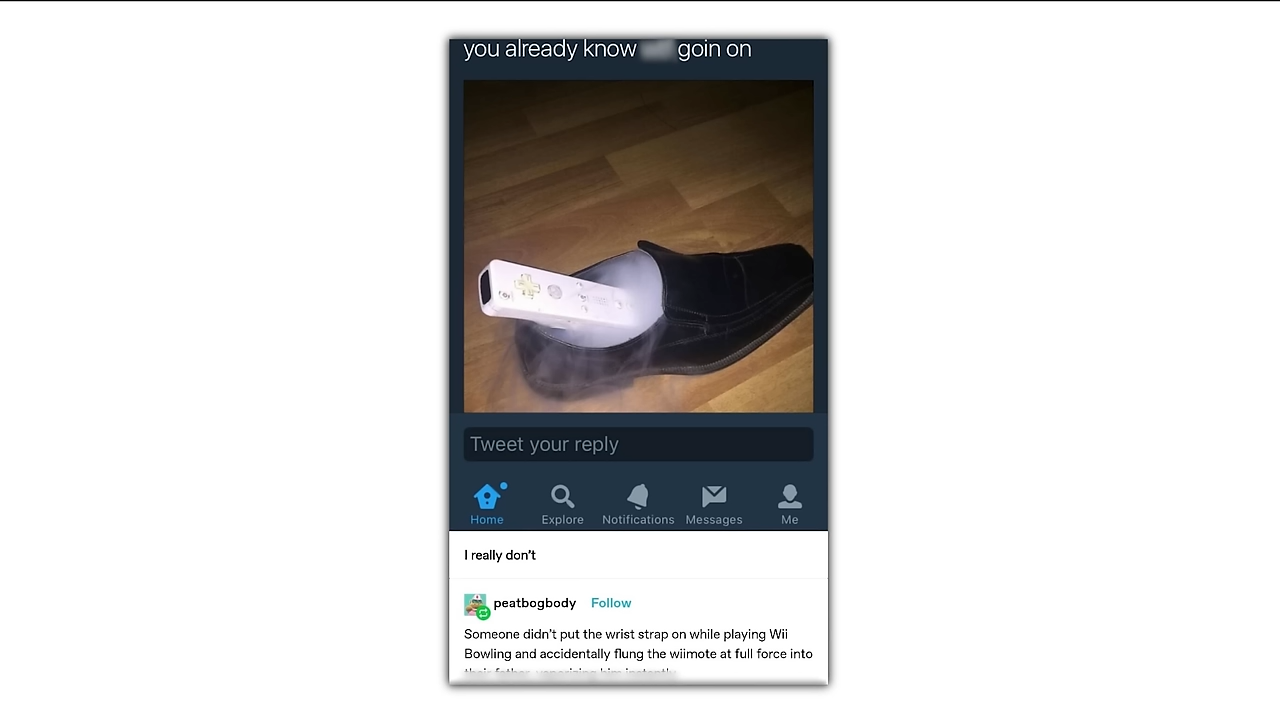 you already know goin on
Tweet your reply
Home Explore Notifications Messages Me
I really don't
peatbogbody Follow
Someone didn't put the wrist strap on while playing Wii
Bowling and accidentally flung the wiimote at full force into